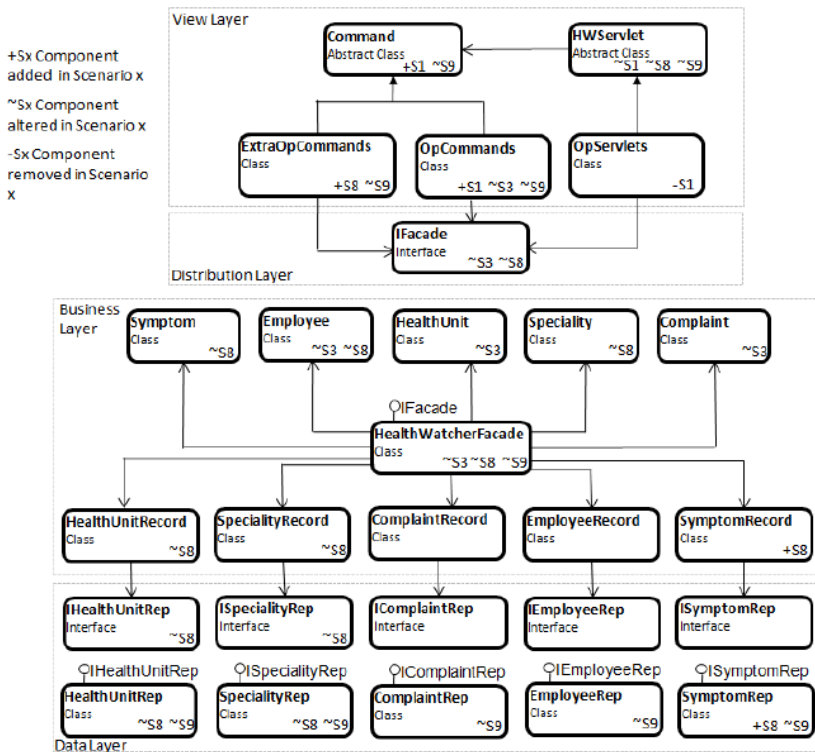 View Layer
+Sx Component
added in Scenario x
~Sx Component
altered in Scenario x
-Sx Component
removed in Scenario
x
Command
Abstract Class
+S1 ~S9
HWServlet
Abstract Class
~S1 ~S8 ~S9
ExtraOpCommands
Class
+S8 ~S9
OpCommands
Class
+S1 ~S3 ~S9
OpServlets
Class
-S1
IFacade
Interface
~S3 ~S8
Distribution Layer
Business
Layer
Symptom
Class
~S8
Employee
Class
~S3 ~S8
HealthUnit
Class
~S3
Speciality
Class
~S8
Complaint
Class
~S3
IFacade
HealthWatcherFacade
Class
~S3 ~S8 ~S9
HealthUnitRecord
Class
~S8
SpecialityRecord
Class
~S8
ComplaintRecord
Class
EmployeeRecord
Class
SymptomRecord
Class
+S8
IHealthUnitRep
Interface
~S8
ISpecialityRep
Interface
~S8
IComplaintRep
Interface
IEmployeeRep
Interface
ISymptomRep
Interface
IHealthUnitRep
HealthUnitRep
Class
~S8 ~S9
ISpecialityRep
SpecialityRep
Class
~S8 ~S9
IComplaintRep
ComplaintRep
Class
~S9
IEmployeeRep
EmployeeRep
Class
~S9
ISymptomRep
SymptomRep
Class
+S8 ~S9
Data Layer